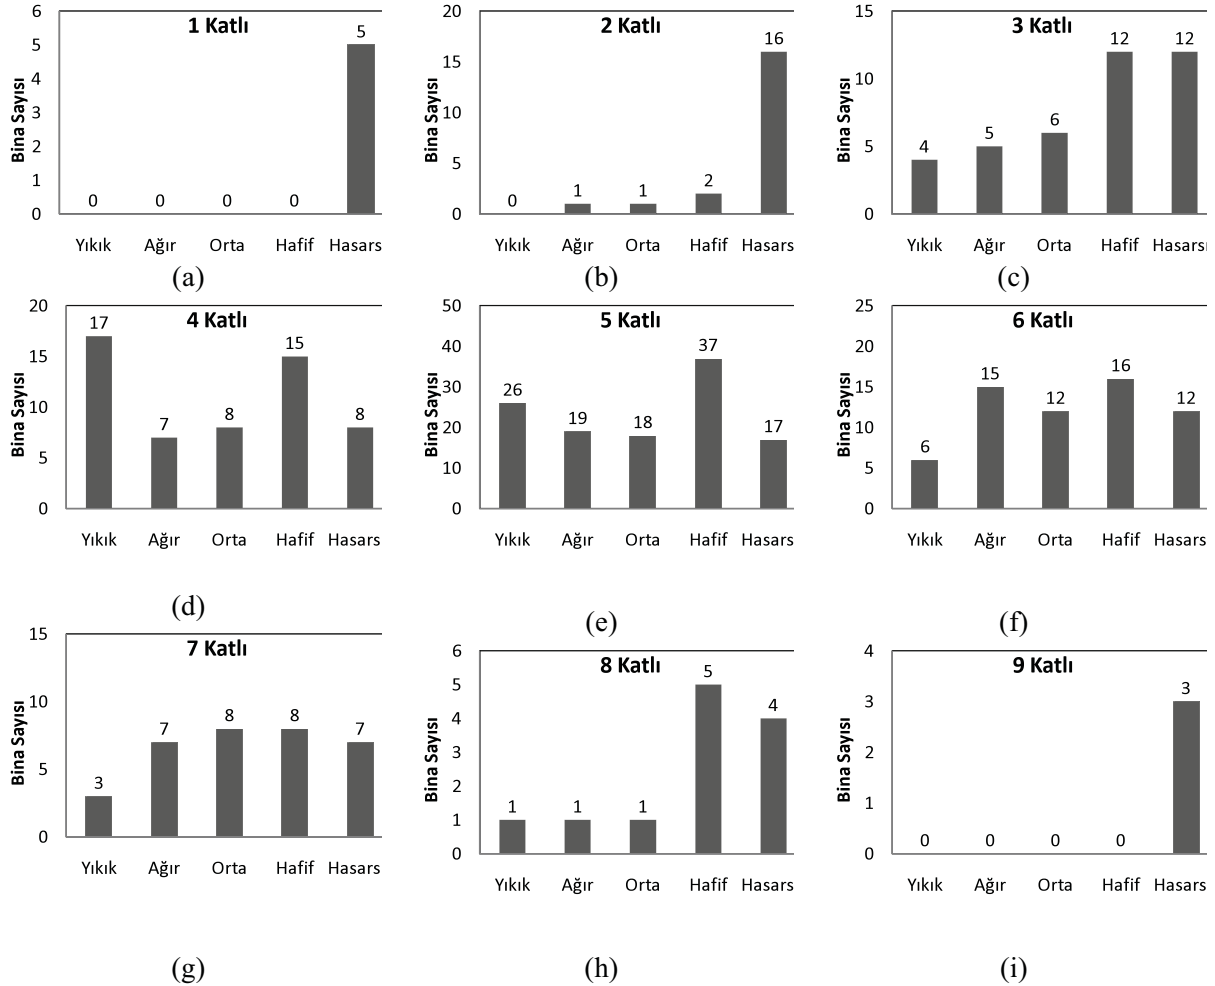 1 Katlı
Bina Sayısı
6
5
4
3
2
1
0
0
0
0
0
5
Yıkık Ağır Orta Hafif Hasars
(a)
2 Katlı
Bina Sayısı
20
15
10
5
0
0
1
1
2
16
Yıkık Ağır Orta Hafif Hasars
(b)
3 Katlı
Bina Sayısı
15
10
5
0
4
5
6
12
12
Yıkık Ağır Orta Hafif Hasarsı
(c)
4 Katlı
Bina Sayısı
20
15
10
5
0
17
7
8
15
8
Yıkık Ağır Orta Hafif Hasars
(d)
5 Katlı
Bina Sayısı
50
40
30
20
10
0
26
19
18
37
17
Yıkık Ağır Orta Hafif Hasars
(e)
6 Katlı
Bina Sayısı
25
20
15
10
5
0
6
15
12
16
12
Yıkık Ağır Orta Hafif Hasars
(f)
7 Katlı
Bina Sayısı
15
10
5
0
3
7
8
8
7
Yıkık Ağır Orta Hafif Hasars
(g)
8 Katlı
Bina Sayısı
6
5
4
3
2
1
0
1
1
1
5
4
Yıkık Ağır Orta Hafif Hasars
(h)
9 Katlı
Bina Sayısı
4
3
2
1
0
0
0
0
0
3
Yıkık Ağır Orta Hafif Hasars
(i)